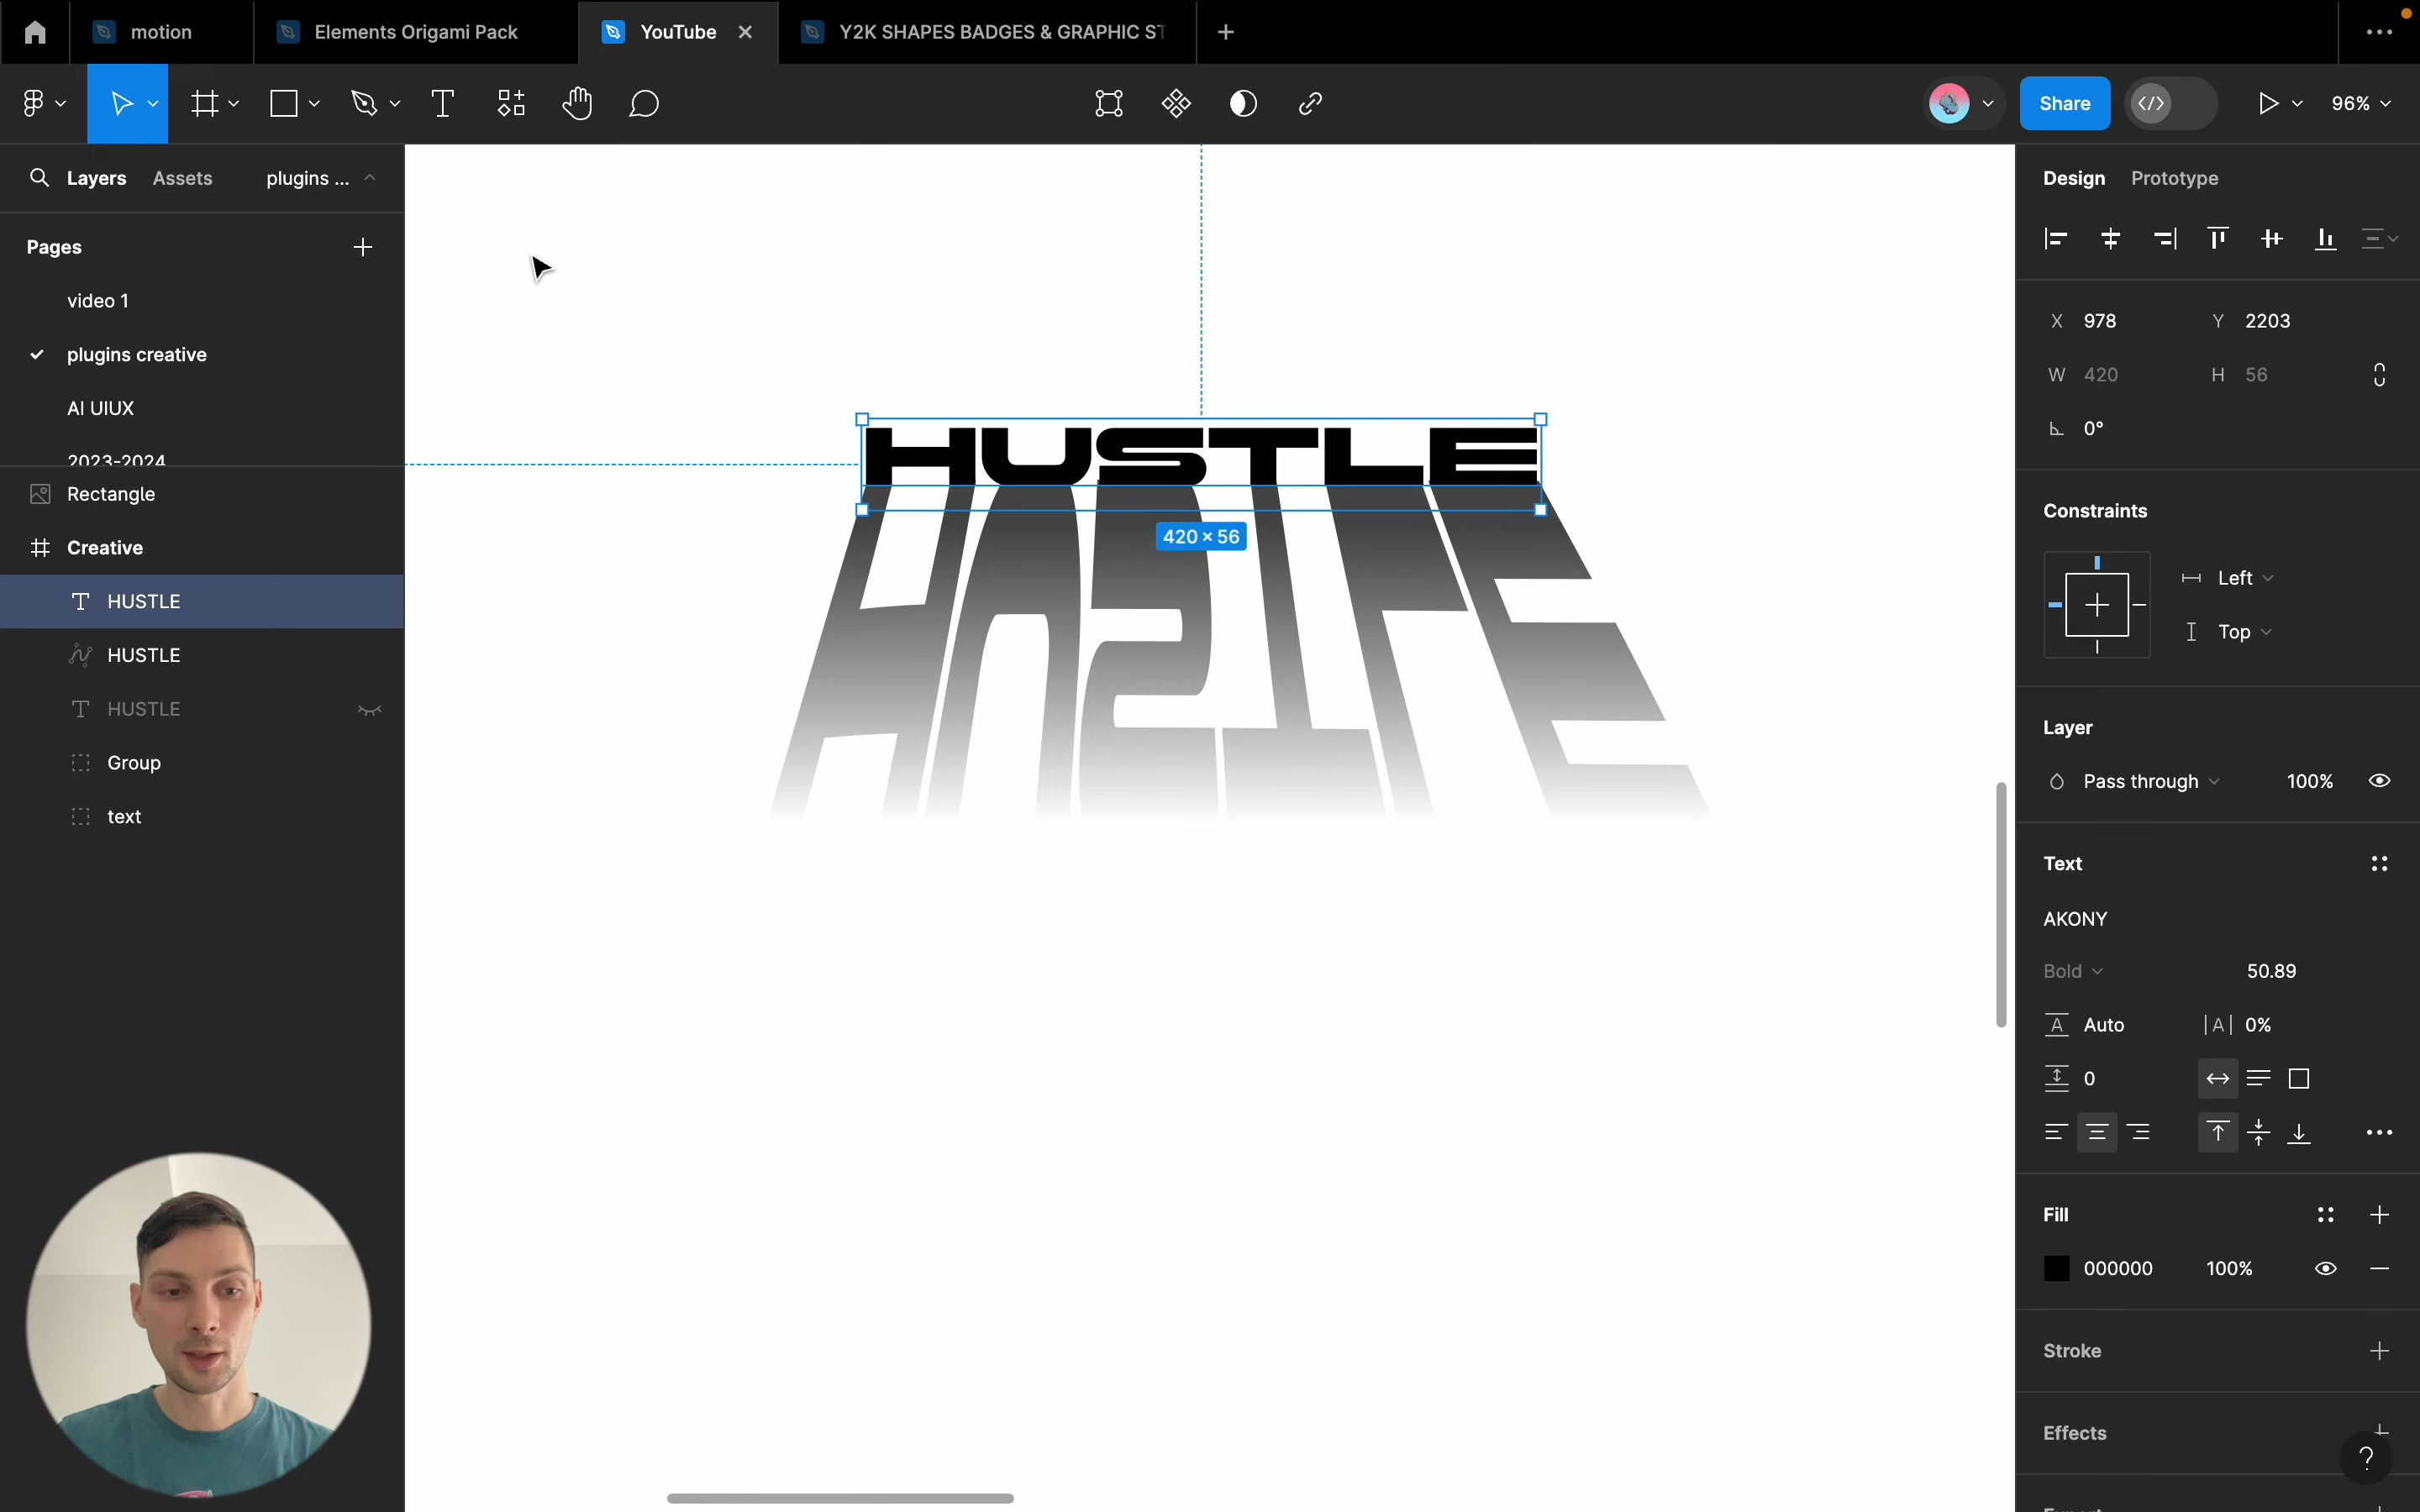 motion
Elements Origami Pack
YouTube
Y2K SHAPES BADGES & GRAPHIC ST
Share
96%
Layers
Assets
plugins ...
Pages
video 1
plugins creative
AI UIUX
2023-2024
Rectangle
Creative
HUSTLE
HUSTLE
HUSTLE
Group
text
HUSTLE
420 × 56
HUSTLE
Design
Prototype
X 978
Y 2203
W 420
H 56
0°
Constraints
Left
Top
Layer
Pass through
100%
Text
AKONY
Bold
50.89
A Auto
|A| 0%
0
Fill
000000
100%
Stroke
Effects
?